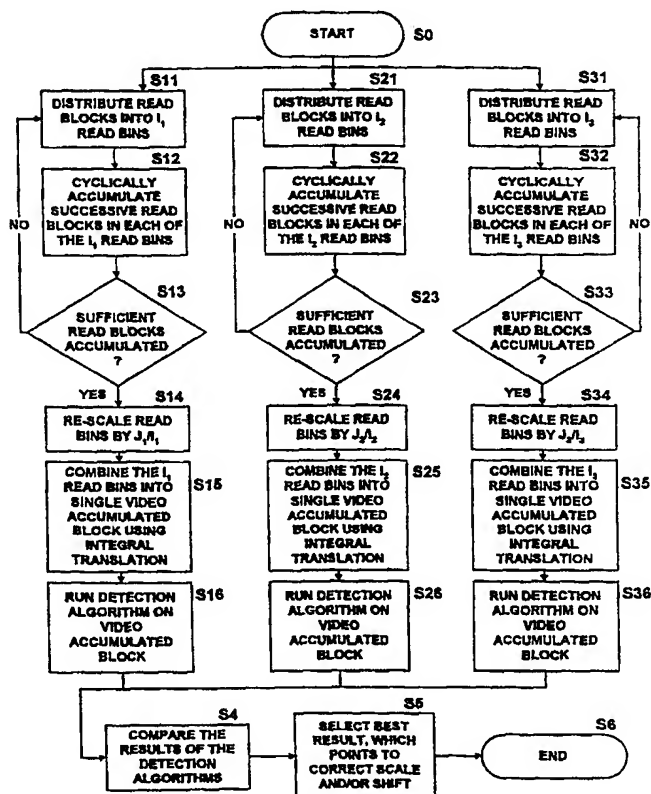 START
S0
S11
DISTRIBUTE READ
BLOCKS INTO I₁
READ BINS
S12
CYCLICALLY
ACCUMULATE
SUCCESSIVE READ
BLOCKS IN EACH OF
THE I₁ READ BINS
NO
S13
SUFFICIENT
READ BLOCKS
ACCUMULATED
?
YES
S14
RE-SCALE READ
BINS BY J₁/I₁
S15
COMBINE THE I₁
READ BINS INTO
SINGLE VIDEO
ACCUMULATED
BLOCK USING
INTEGRAL
TRANSLATION
S16
RUN DETECTION
ALGORITHM ON
VIDEO
ACCUMULATED
BLOCK
S21
DISTRIBUTE READ
BLOCKS INTO I₂
READ BINS
S22
CYCLICALLY
ACCUMULATE
SUCCESSIVE READ
BLOCKS IN EACH OF
THE I₂ READ BINS
NO
S23
SUFFICIENT
READ BLOCKS
ACCUMULATED
?
YES
S24
RE-SCALE READ
BINS BY J₂/I₂
S25
COMBINE THE I₂
READ BINS INTO
SINGLE VIDEO
ACCUMULATED
BLOCK USING
INTEGRAL
TRANSLATION
S26
RUN DETECTION
ALGORITHM ON
VIDEO
ACCUMULATED
BLOCK
S31
DISTRIBUTE READ
BLOCKS INTO I₃
READ BINS
S32
CYCLICALLY
ACCUMULATE
SUCCESSIVE READ
BLOCKS IN EACH OF
THE I₃ READ BINS
NO
S33
SUFFICIENT
READ BLOCKS
ACCUMULATED
?
YES
S34
RE-SCALE READ
BINS BY J₃/I₃
S35
COMBINE THE I₃
READ BINS INTO
SINGLE VIDEO
ACCUMULATED
BLOCK USING
INTEGRAL
TRANSLATION
S36
RUN DETECTION
ALGORITHM ON
VIDEO
ACCUMULATED
BLOCK
S4
COMPARE THE
RESULTS OF THE
DETECTION
ALGORITHMS
S5
SELECT BEST
RESULT, WHICH
POINTS TO
CORRECT SCALE
AND/OR SHIFT
S6
END